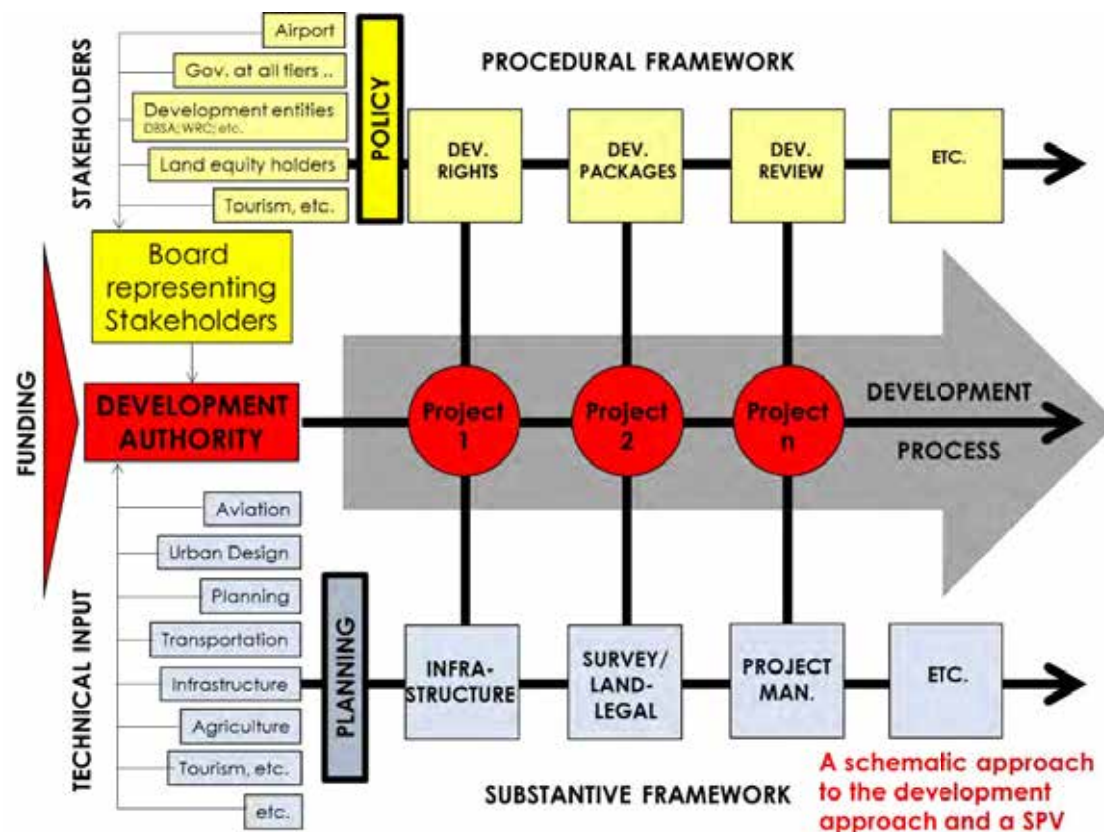 STAKEHOLDERS
Airport
Gov. at all tiers ..
Development entities
DBSA; WRC; etc.
Land equity holders
Tourism, etc.
POLICY
PROCEDURAL FRAMEWORK
DEV.
RIGHTS
DEV.
PACKAGES
DEV.
REVIEW
ETC.
Board
representing
Stakeholders
FUNDING
DEVELOPMENT
AUTHORITY
Project
1
Project
2
Project
n
DEVELOPMENT
PROCESS
TECHNICAL INPUT
Aviation
Urban Design
Planning
Transportation
Infrastructure
Agriculture
Tourism, etc.
etc.
PLANNING
INFRA-
STRUCTURE
SURVEY/
LAND-
LEGAL
PROJECT
MAN.
ETC.
SUBSTANTIVE FRAMEWORK
A schematic approach
to the development
approach and a SPV